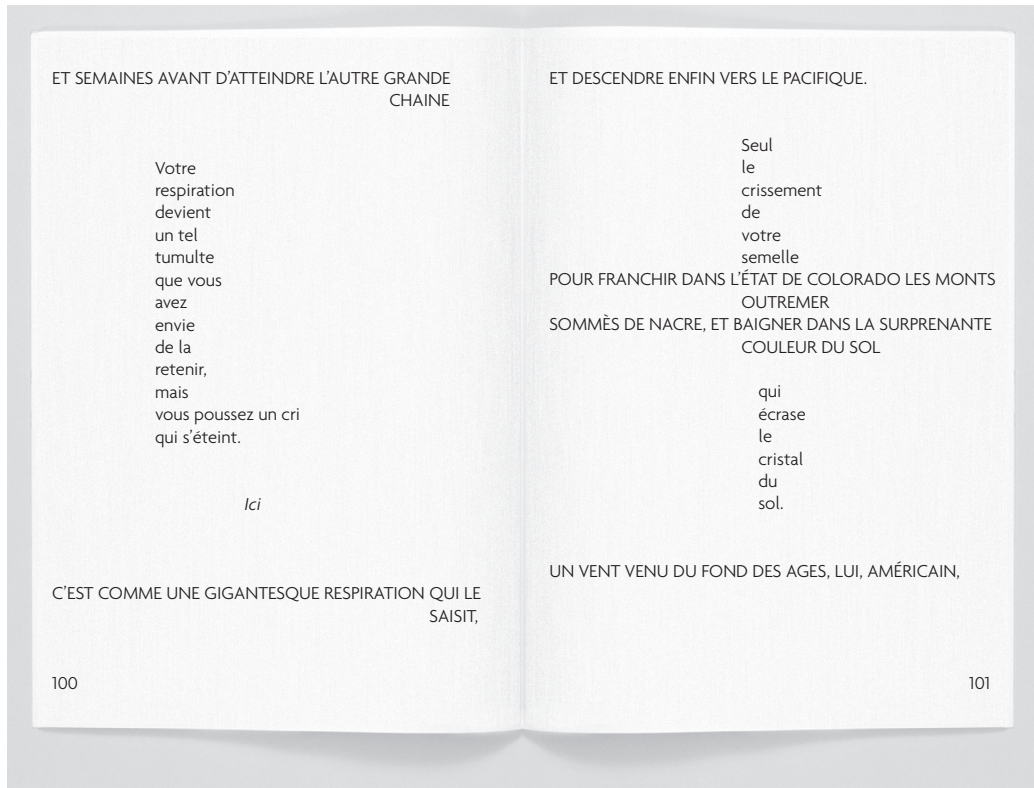 ET SEMAINES AVANT D'ATTEINDRE L'AUTRE GRANDE
CHAINE
Votre
respiration
devient
un tel
tumulte
que vous
avez
envie
de la
retenir,
mais
vous poussez un cri
qui s'éteint.
Ici
C'EST COMME UNE GIGANTESQUE RESPIRATION QUI LE
SAISIT,
100
ET DESCENDRE ENFIN VERS LE PACIFIQUE.
Seul
le
crissement
de
votre
semelle
POUR FRANCHIR DANS L'ÉTAT DE COLORADO LES MONTS
OUTREMER
SOMMÈS DE NACRE, ET BAIGNER DANS LA SURPRENANTE
COULEUR DU SOL
qui
écrase
le
cristal
du
sol.
UN VENT VENU DU FOND DES AGES, LUI, AMÉRICAIN,
101